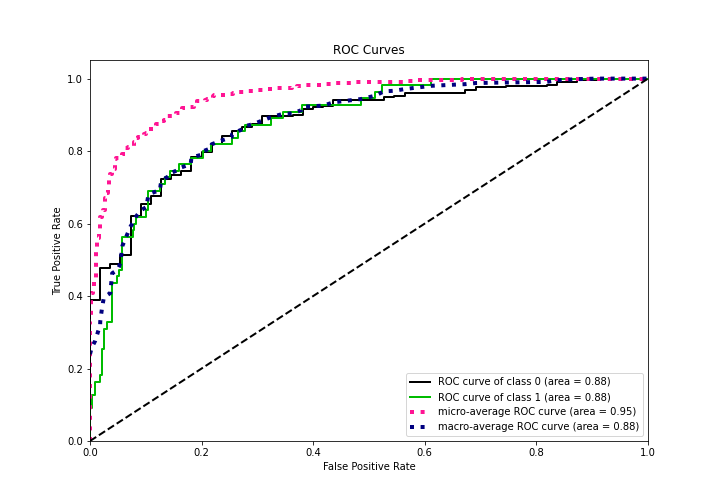 ROC Curves
True Positive Rate
1.0
0.8
0.6
0.4
0.2
0.0
0.0 0.2 0.4 0.6 0.8 1.0
False Positive Rate
ROC curve of class 0 (area = 0.88)
ROC curve of class 1 (area = 0.88)
micro-average ROC curve (area = 0.95)
macro-average ROC curve (area = 0.88)